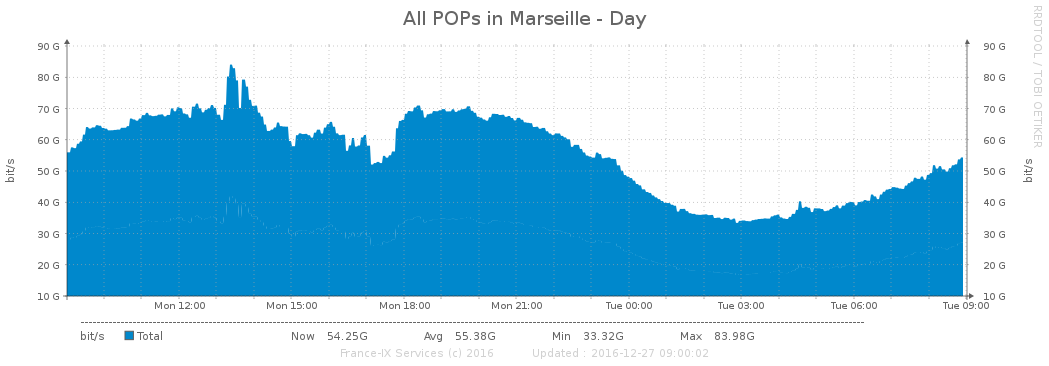 All POPs in Marseille - Day
RRDTOOL / TOBI OETIKER
90 G 90 G
80 G 80 G
70 G 70 G
60 G 60 G
50 G 50 G
40 G 40 G
30 G 30 G
20 G 20 G
10 G 10 G
bit/s bit/s
Mon 12:00 Mon 15:00 Mon 18:00 Mon 21:00 Tue 00:00 Tue 03:00 Tue 06:00 Tue 09:00
bit/s Total Now 54.25G Avg 55.38G Min 33.32G Max 83.98G
France-IX Services (c) 2016 Updated : 2016-12-27 09:00:02